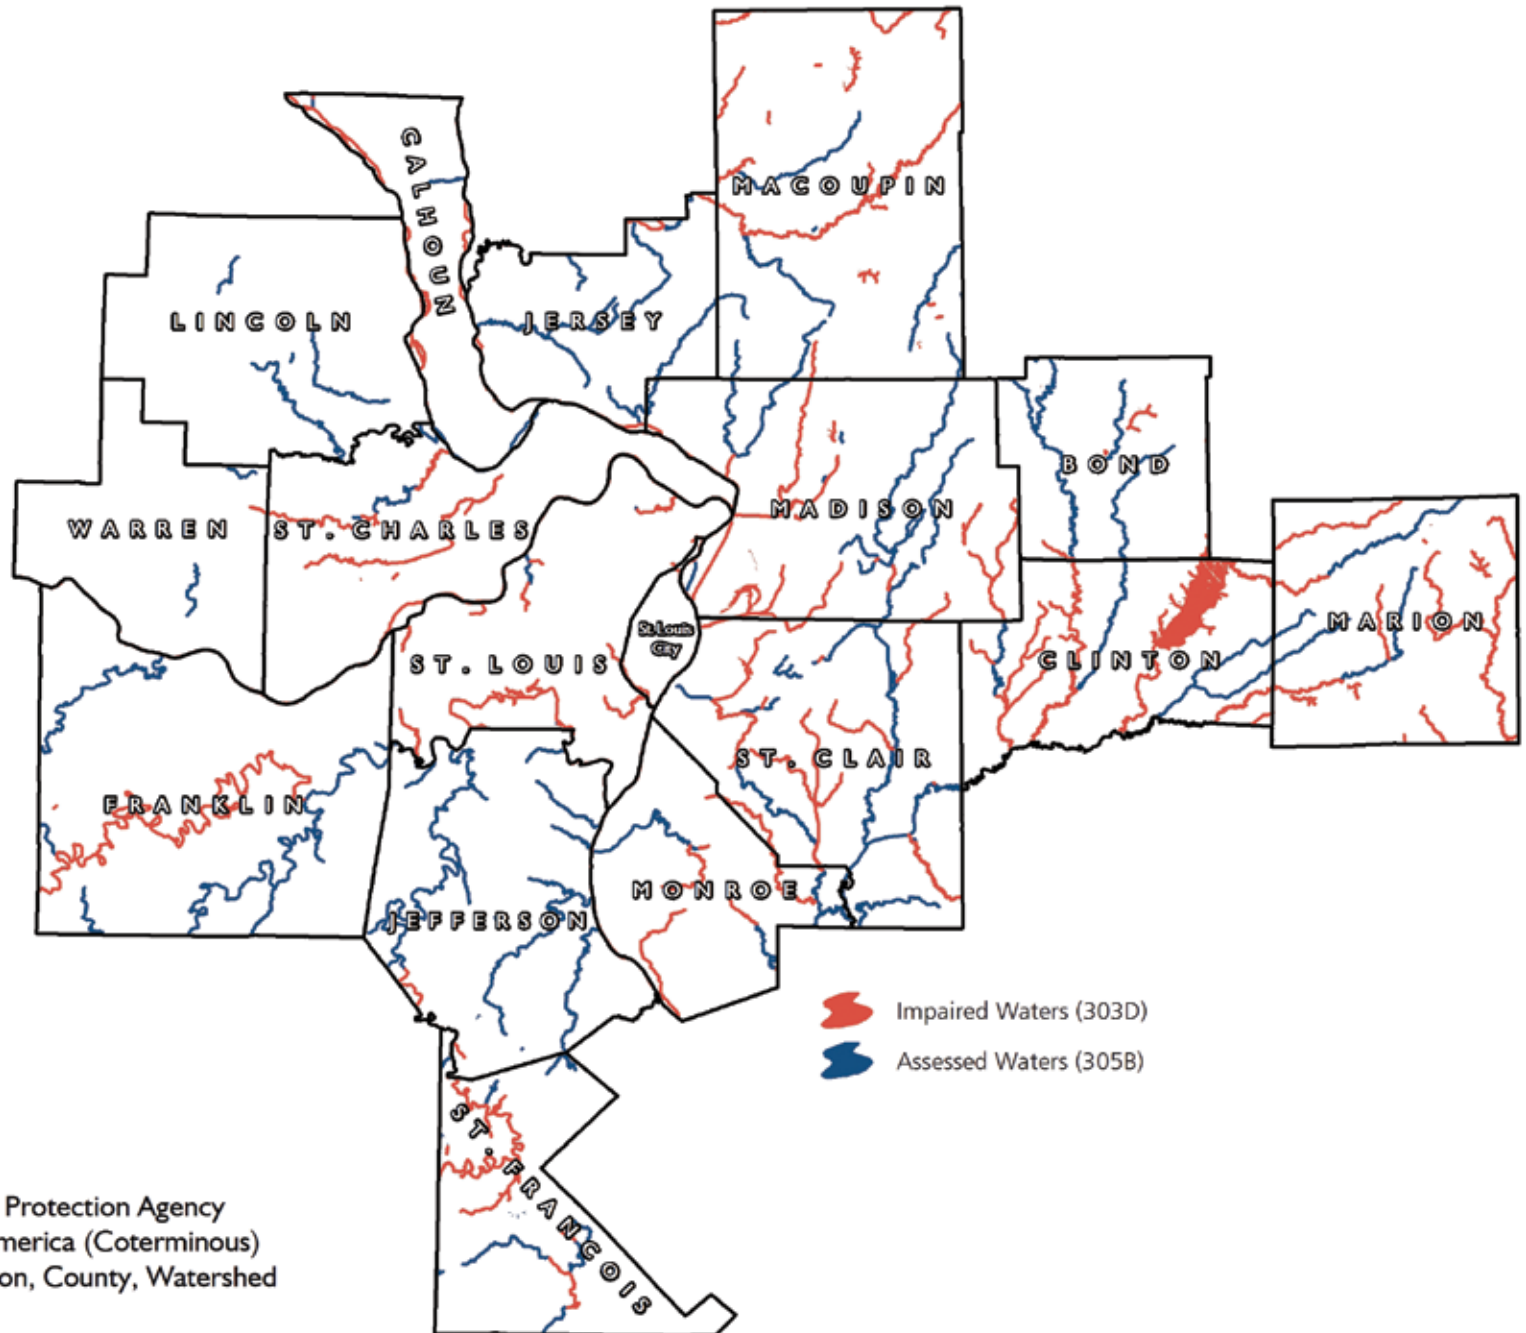 CALHOUN
MACOUPIN
LINCOLN
JERSEY
BOND
WARREN
ST. CHARLES
MADISON
MARION
St. Louis
City
ST. LOUIS
CLINTON
ST. CLAIR
FRANKLIN
MONROE
JEFFERSON
Impaired Waters (303D)
Assessed Waters (305B)
ST. FRANCOIS
Protection Agency
merica (Coterminous)
on, County, Watershed